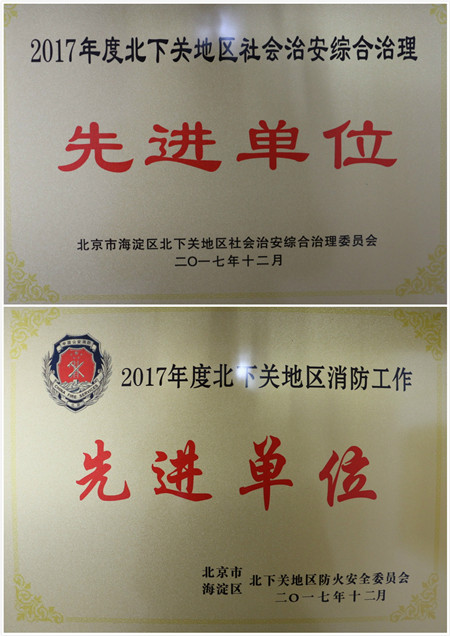 2017年度北下关地区社会治安综合治理
先进单位
北京市海淀区北下关地区社会治安综合治理委员会
二〇一七年十二月
2017年度北下关地区消防工作
先进单位
北京市
海淀区
北下关地区防火安全委员会
二〇一七年十二月